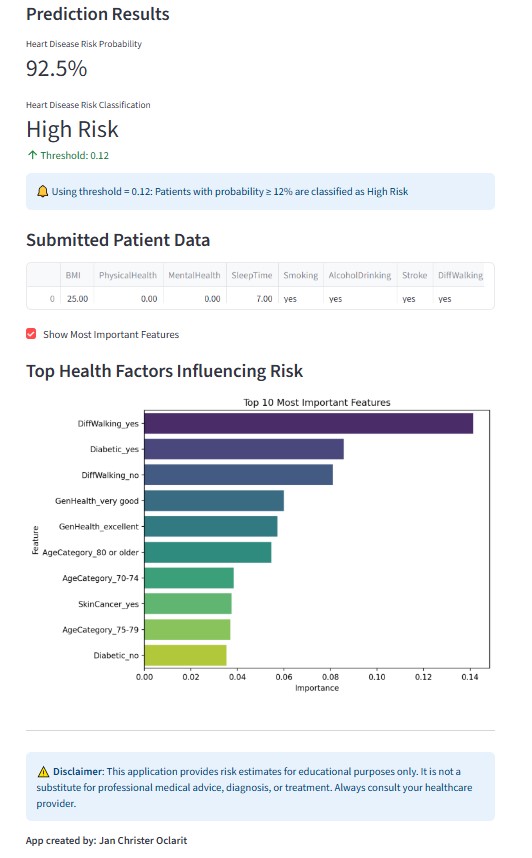 Prediction Results
Heart Disease Risk Probability
92.5%
Heart Disease Risk Classification
High Risk
↑ Threshold: 0.12
🔔 Using threshold = 0.12: Patients with probability ≥ 12% are classified as High Risk
Submitted Patient Data
BMI PhysicalHealth MentalHealth SleepTime Smoking AlcoholDrinking Stroke DiffWalking
0 25.00 0.00 0.00 7.00 yes yes yes yes
Show Most Important Features
Top Health Factors Influencing Risk
Top 10 Most Important Features
DiffWalking_yes
Diabetic_yes
DiffWalking_no
GenHealth_very good
GenHealth_excellent
AgeCategory_80 or older
AgeCategory_70-74
SkinCancer_yes
AgeCategory_75-79
Diabetic_no
Feature
0.00 0.02 0.04 0.06 0.08 0.10 0.12 0.14
Importance
⚠️ Disclaimer: This application provides risk estimates for educational purposes only. It is not a
substitute for professional medical advice, diagnosis, or treatment. Always consult your healthcare
provider.
App created by: Jan Christer Oclarit